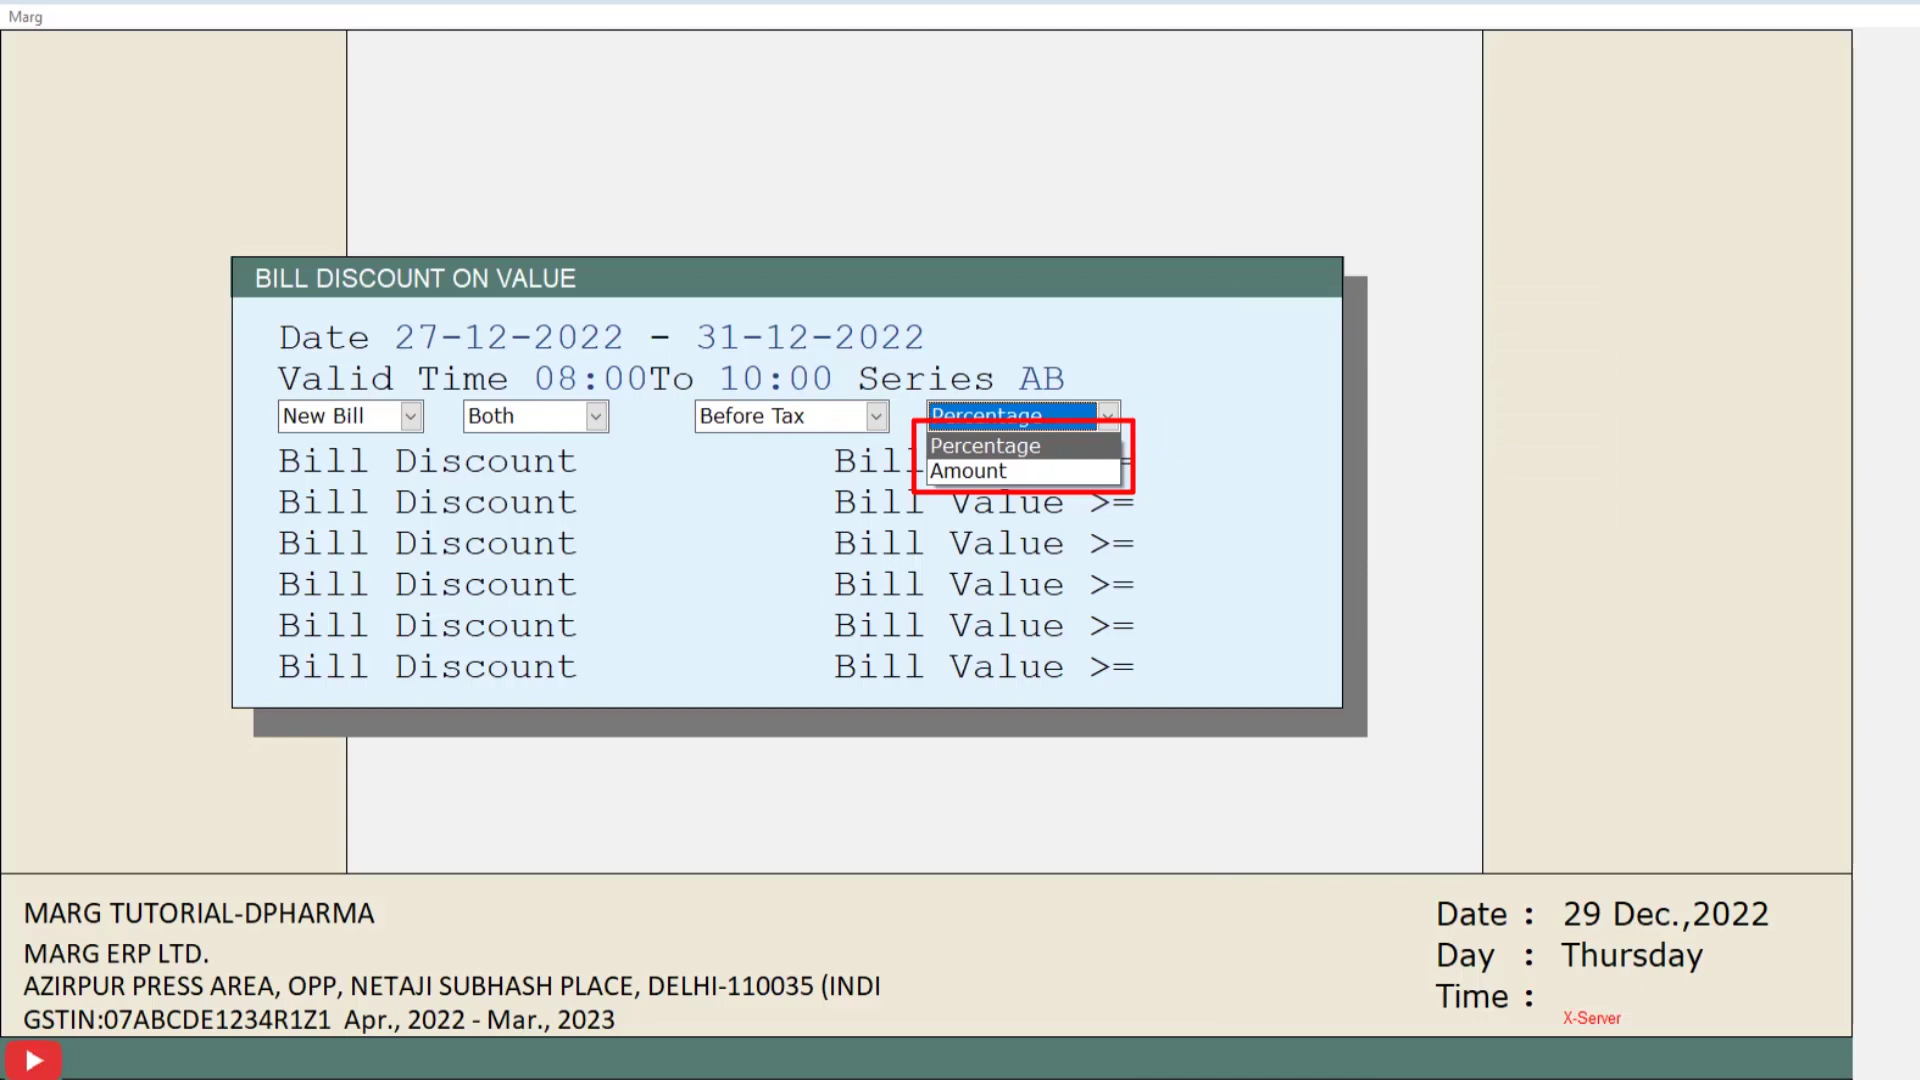 Marg
BILL DISCOUNT ON VALUE
Date 27-12-2022 - 31-12-2022
Valid Time 08:00To 10:00 Series AB
New Bill Both Before Tax Percentage
Percentage
Amount
Bill Discount Bill =
Bill Discount Bill Value >=
Bill Discount Bill Value >=
Bill Discount Bill Value >=
Bill Discount Bill Value >=
Bill Discount Bill Value >=
MARG TUTORIAL-DPHARMA
MARG ERP LTD.
AZIRPUR PRESS AREA, OPP, NETAJI SUBHASH PLACE, DELHI-110035 (INDI
GSTIN:07ABCDE1234R1Z1 Apr., 2022 - Mar., 2023
Date : 29 Dec.,2022
Day : Thursday
Time :
X-Server